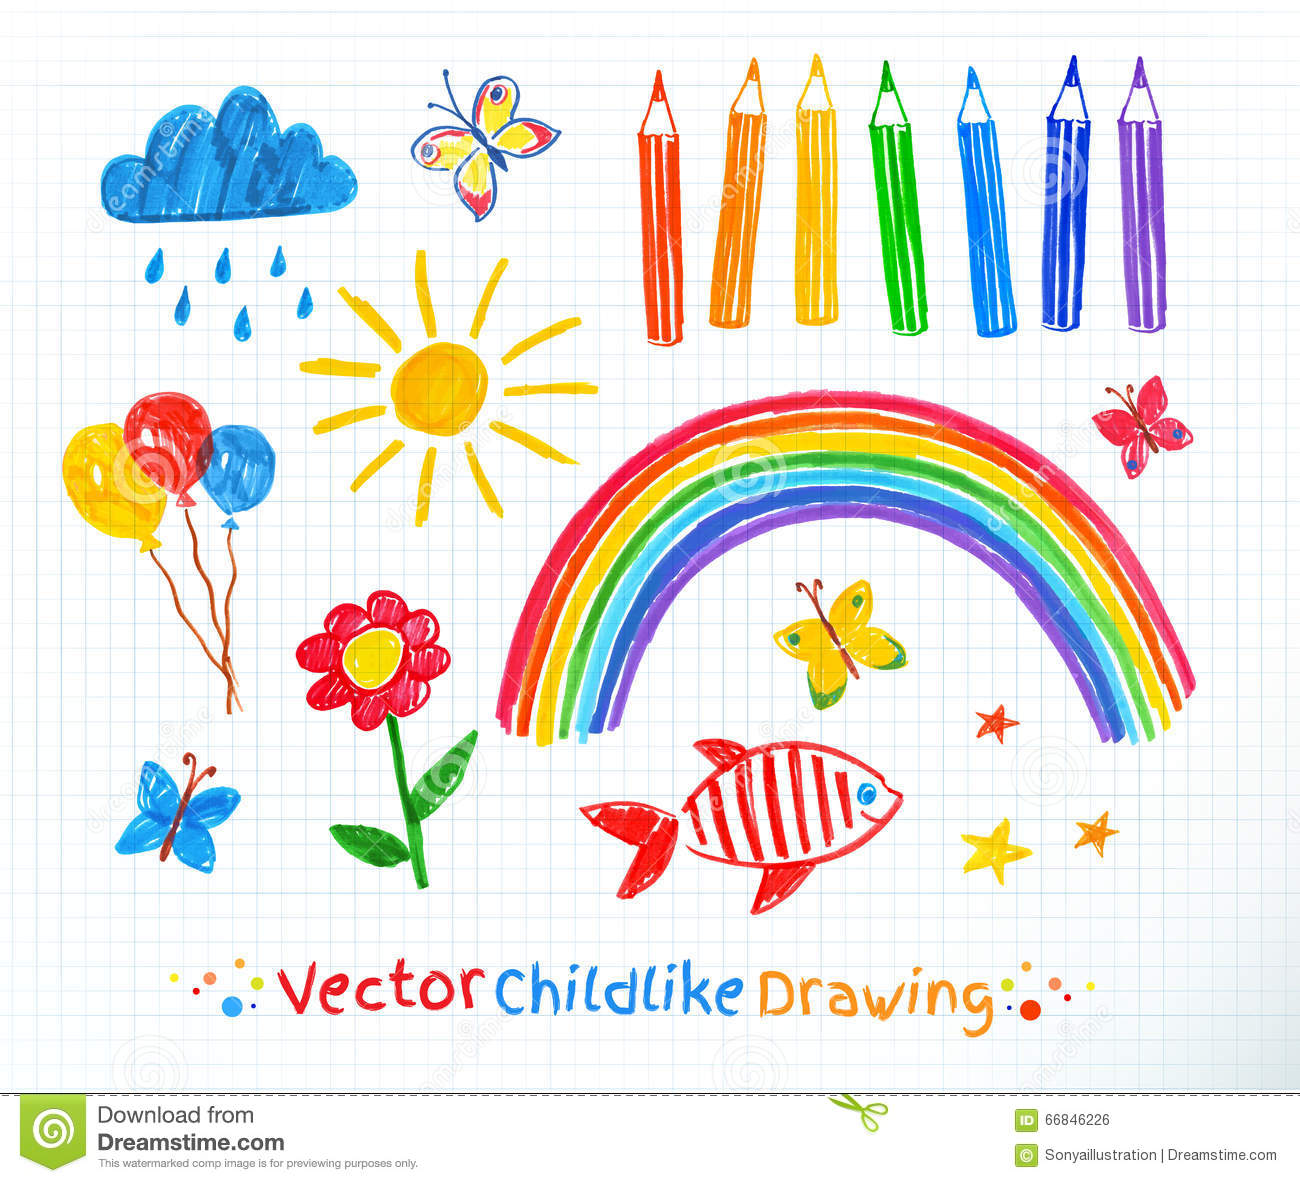 Vector Childlike Drawing
Download from
Dreamstime.com
This watermarked comp image is for previewing purposes only.
ID 66846226
© Sonyaillustration | Dreamstime.com